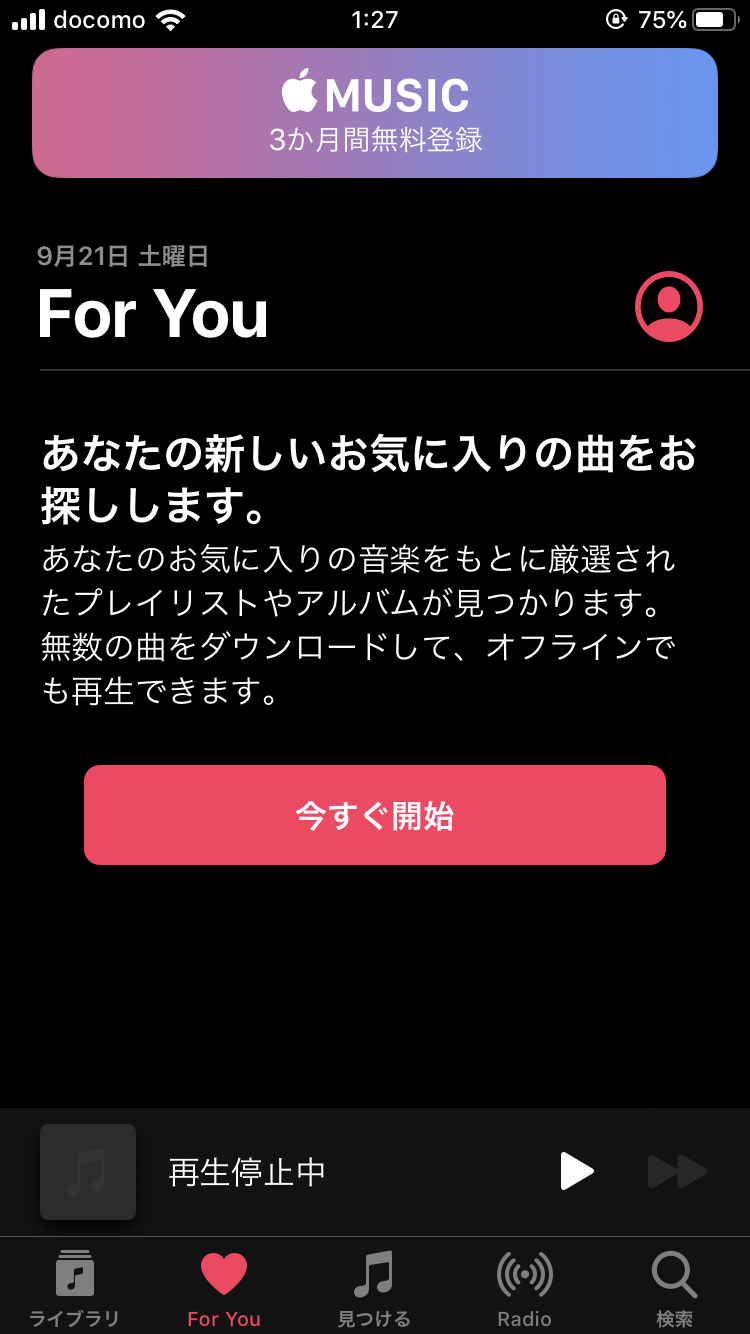 docomo 1:27 75%
MUSIC
3か月間無料登録
9月21日 土曜日
For You
あなたの新しいお気に入りの曲をお
探しします。
あなたのお気に入りの音楽をもとに厳選され
たプレイリストやアルバムが見つかります。
無数の曲をダウンロードして、オフラインで
も再生できます。
今すぐ開始
再生停止中
ライブラリ For You 見つける Radio 検索